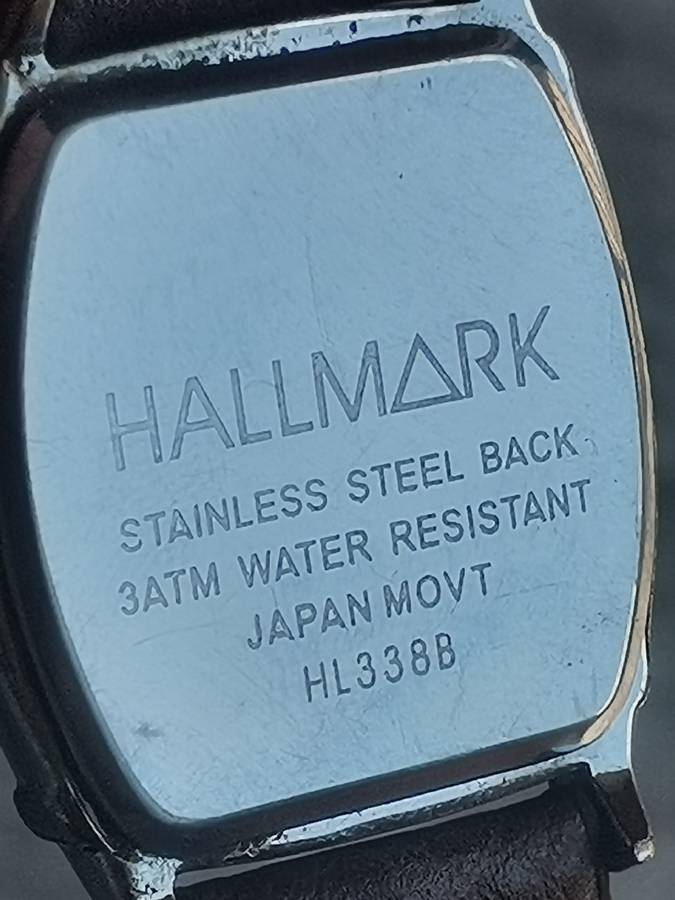 HALLMARK
STAINLESS STEEL BACK
3ATM WATER RESISTANT
JAPAN MOVT
HL338B